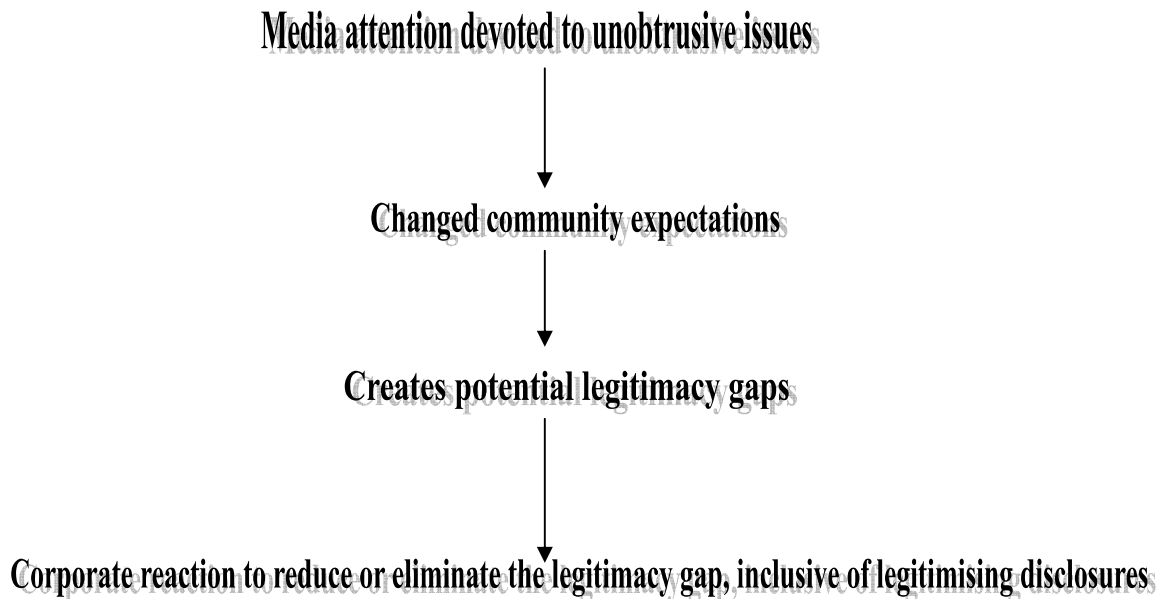 Media attention devoted to unobtrusive issues
Changed community expectations
Creates potential legitimacy gaps
Corporate reaction to reduce or eliminate the legitimacy gap, inclusive of legitimising disclosures